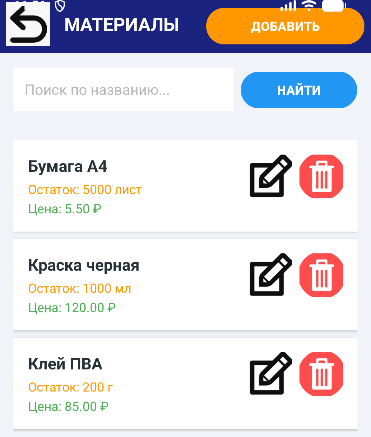 МАТЕРИАЛЫ
ДОБАВИТЬ
Поиск по названию...
НАЙТИ
Бумага А4
Остаток: 5000 лист
Цена: 5.50 ₽
Краска черная
Остаток: 1000 мл
Цена: 120.00 ₽
Клей ПВА
Остаток: 200 г
Цена: 85.00 ₽